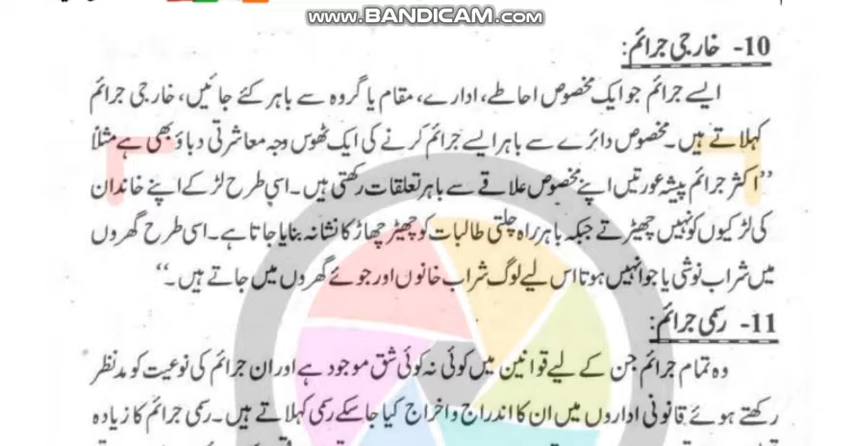 www.BANDICAM.com
10- خارجی جرائم:
ایسے جرائم جو ایک مخصوص احاطے، ادارے، مقام یا گروہ سے باہر کئے جائیں، خارجی جرائم
کہلاتے ہیں۔ مخصوص دائرے سے باہر ایسے جرائم کرنے کی ایک ٹھوس وجہ معاشرتی دباؤ بھی ہے مثلاً
”اکثر جرائم پیشہ عورتیں اپنے مخصوص علاقے سے باہر تعلقات رکھتی ہیں۔ اسی طرح لڑکے اپنے خاندان
کی لڑکیوں کو نہیں چھیڑتے جبکہ باہر راہ چلتی طالبات کو چھیڑ چھاڑ کا نشانہ بنایا جاتا ہے۔ اسی طرح گھروں
میں شراب نوشی یا جوا نہیں ہوتا اس لیے لوگ شراب خانوں اور جوئے گھروں میں جاتے ہیں۔“
11- رسمی جرائم:
وہ تمام جرائم جن کے لیے قوانین میں کوئی نہ کوئی شق موجود ہے اور ان جرائم کی نوعیت کو مدنظر
رکھتے ہوئے قانونی اداروں میں ان کا اندراج و اخراج کیا جا سکے رسمی کہلاتے ہیں۔ رسمی جرائم کا زیادہ